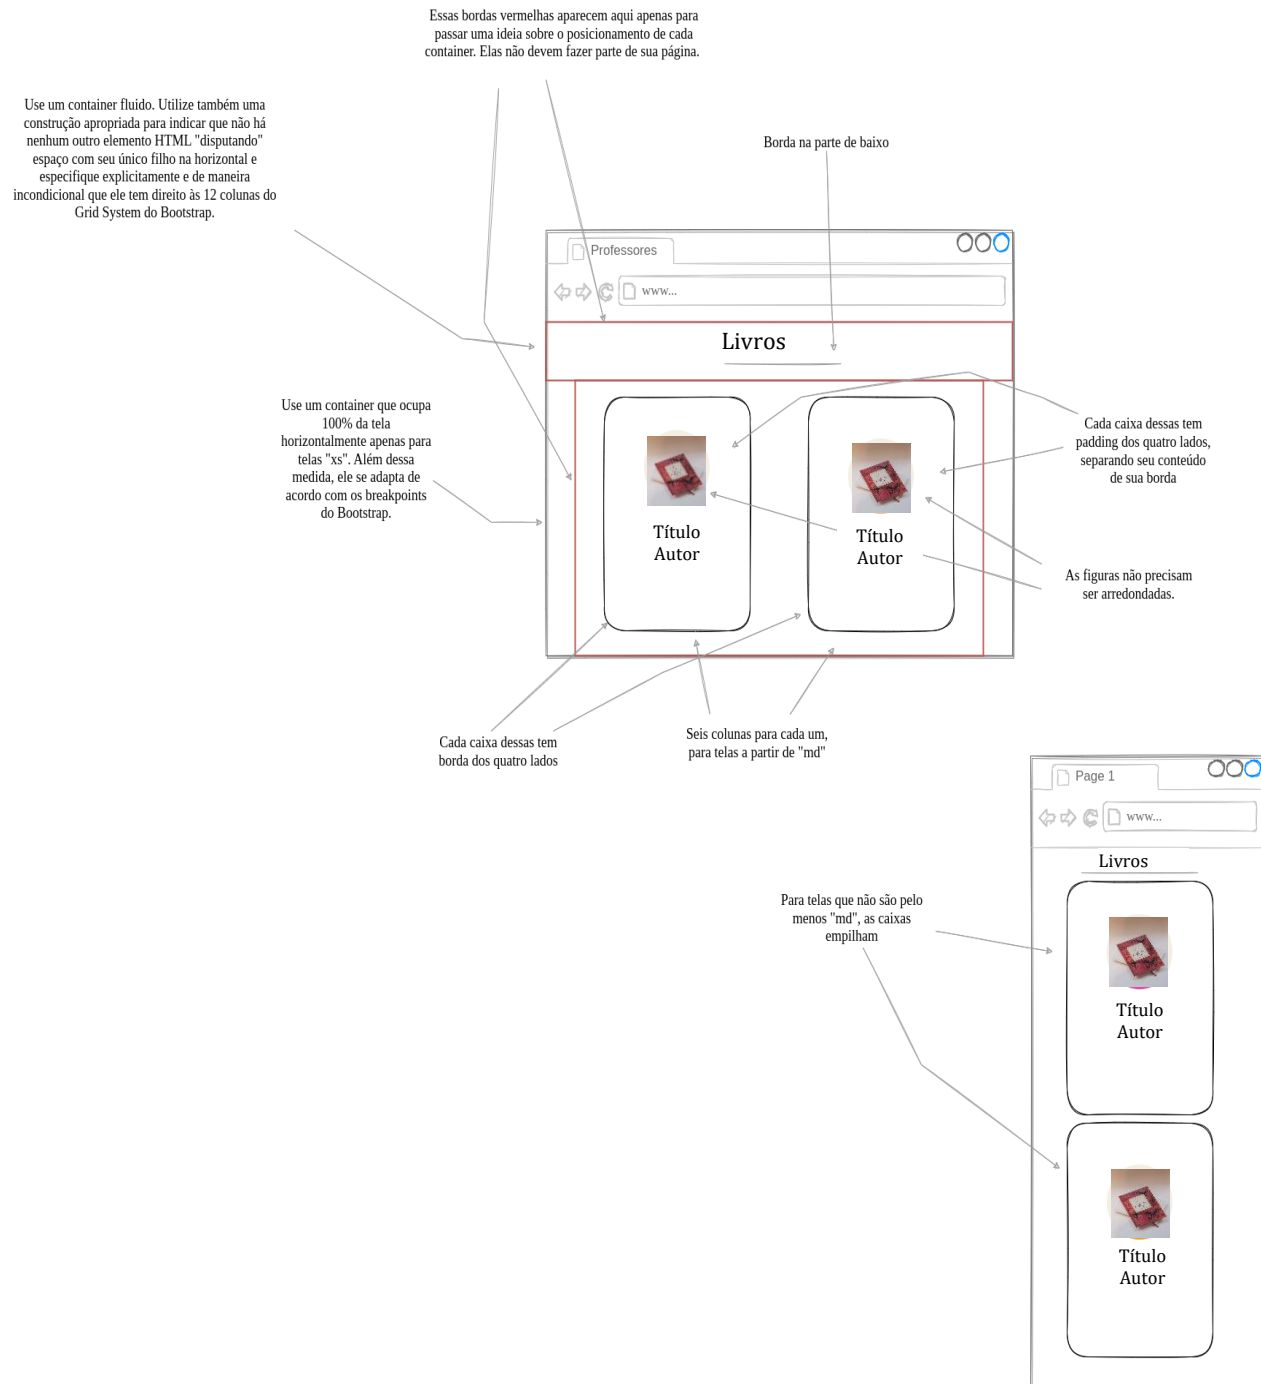 Essas bordas vermelhas aparecem aqui apenas para
passar uma ideia sobre o posicionamento de cada
container. Elas não devem fazer parte de sua página.
Use um container fluido. Utilize também uma
construção apropriada para indicar que não há
nenhum outro elemento HTML "disputando"
espaço com seu único filho na horizontal e
especifique explicitamente e de maneira
incondicional que ele tem direito às 12 colunas do
Grid System do Bootstrap.
Borda na parte de baixo
Professores
www...
Livros
Use um container que ocupa
100% da tela
horizontalmente apenas para
telas "xs". Além dessa
medida, ele se adapta de
acordo com os breakpoints
do Bootstrap.
Cada caixa dessas tem
padding dos quatro lados,
separando seu conteúdo
de sua borda
Título
Autor
Título
Autor
As figuras não precisam
ser arredondadas.
Cada caixa dessas tem
borda dos quatro lados
Seis colunas para cada um,
para telas a partir de "md"
Page 1
www...
Livros
Para telas que não são pelo
menos "md", as caixas
empilham
Título
Autor
Título
Autor